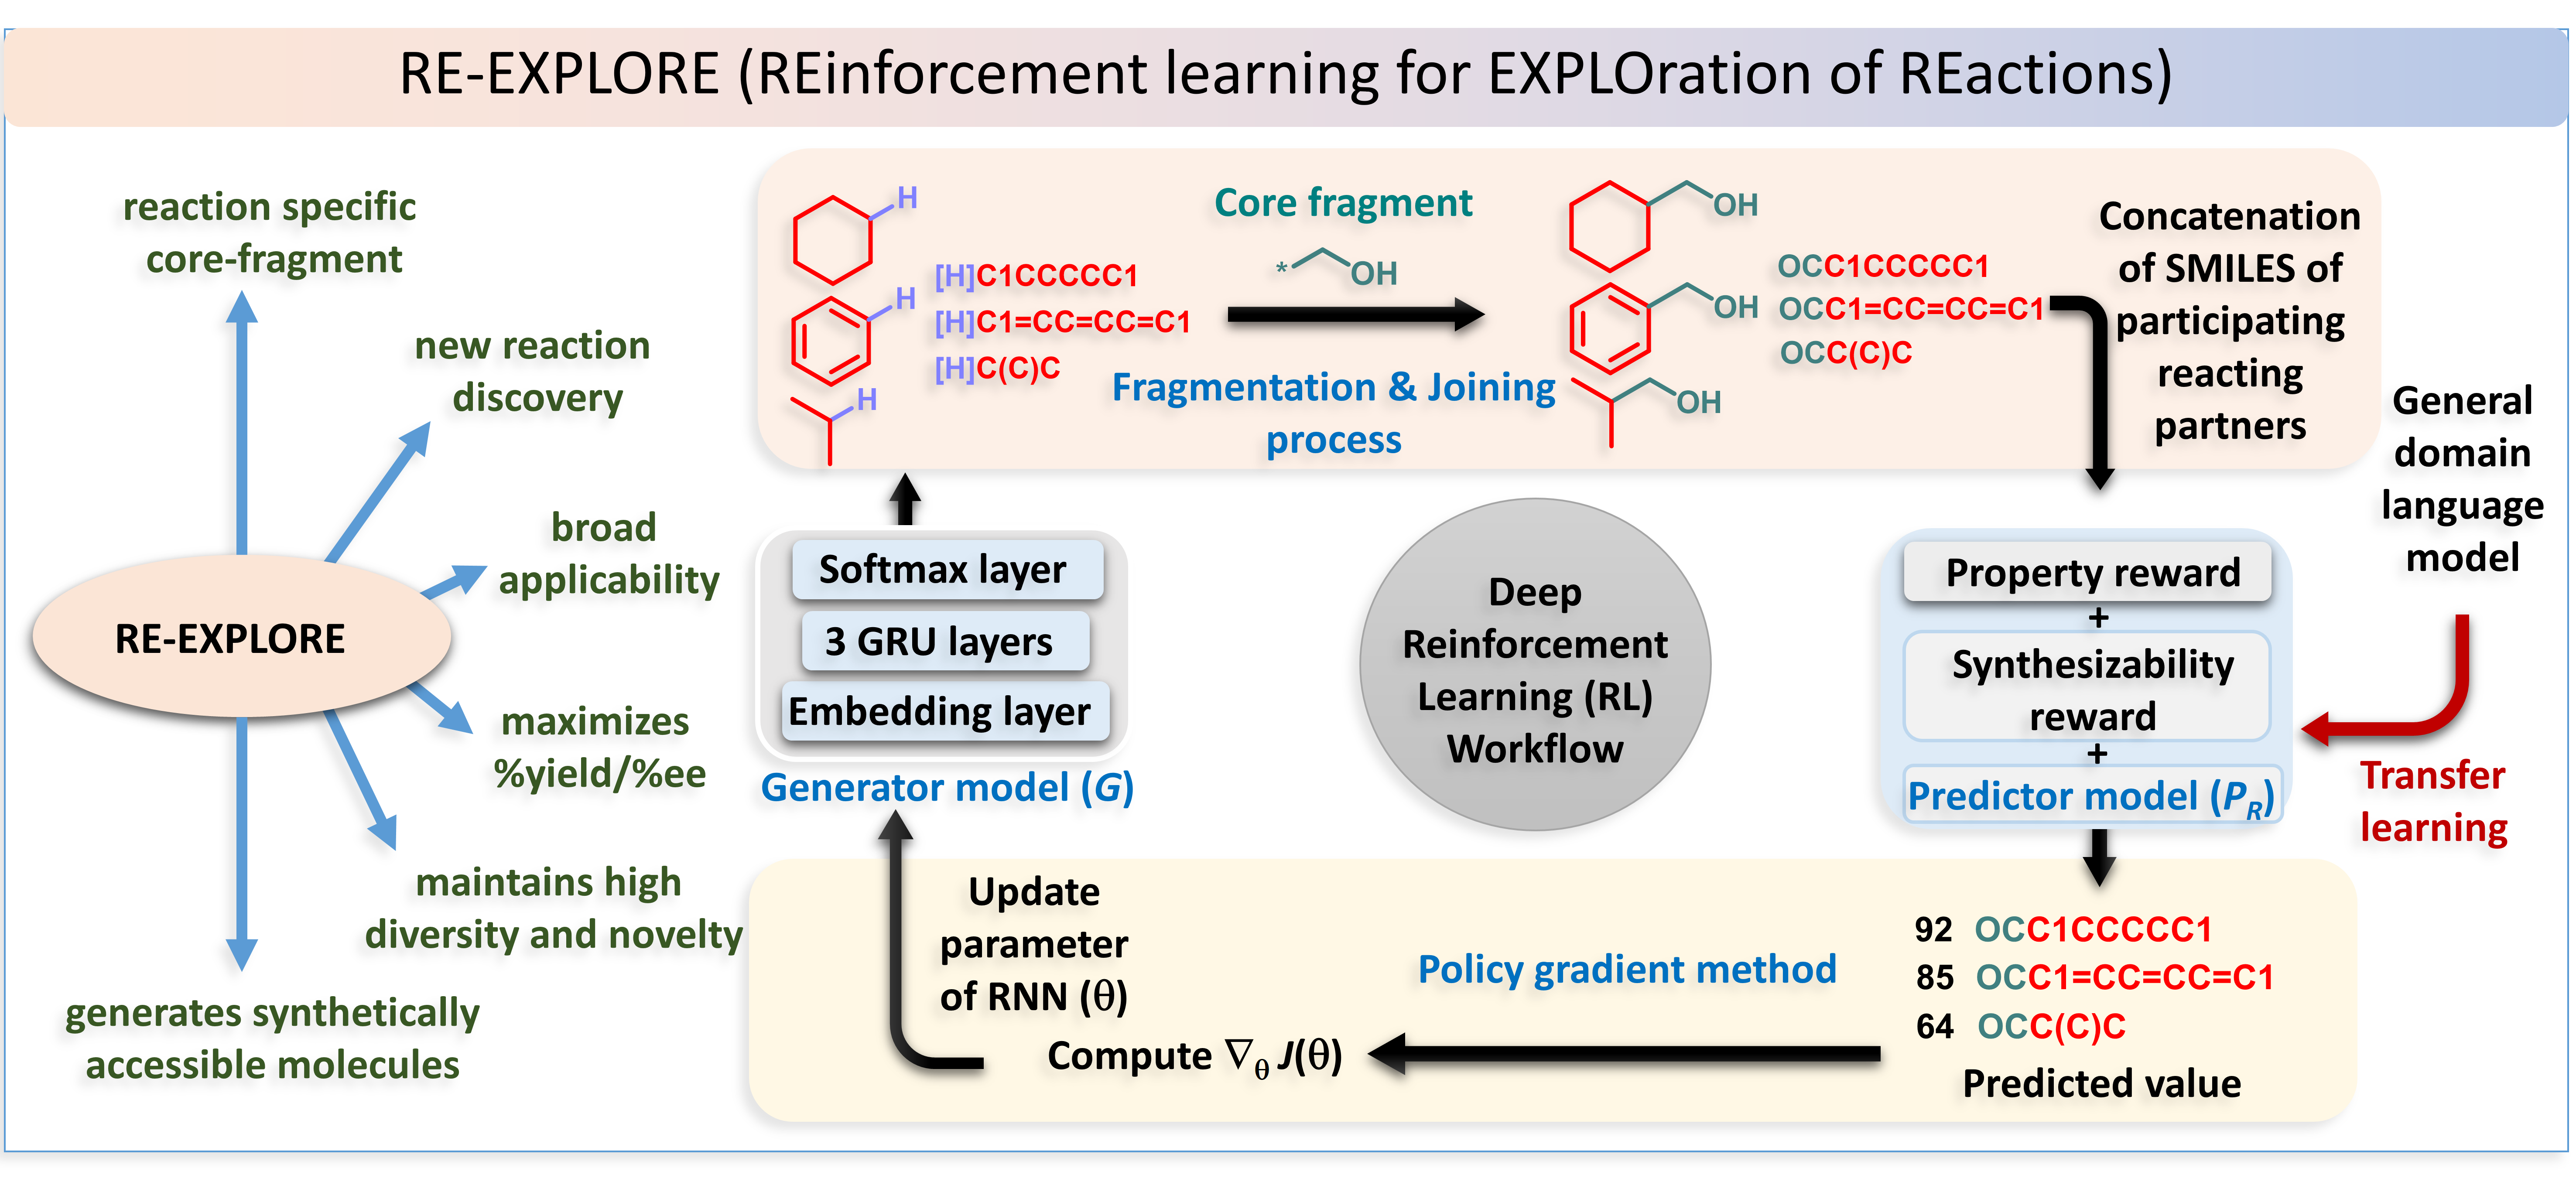 RE-EXPLORE (REinforcement learning for EXPLOration of REactions)
reaction specific
core-fragment
new reaction
discovery
broad
applicability
RE-EXPLORE
maximizes
%yield/%ee
maintains high
diversity and novelty
generates synthetically
accessible molecules
H
H
H
[H]C1CCCCC1
[H]C1=CC=CC=C1
[H]C(C)C
Core fragment
*
OH
Fragmentation & Joining
process
OH
OH
OH
OCC1CCCCC1
OCC1=CC=CC=C1
OCC(C)C
Concatenation
of SMILES of
participating
reacting
partners
General
domain
language
model
Transfer
learning
Softmax layer
3 GRU layers
Embedding layer
Generator model (G)
Deep
Reinforcement
Learning (RL)
Workflow
Property reward
+
Synthesizability
reward
+
Predictor model (P_R)
92 OCC1CCCCC1
85 OCC1=CC=CC=C1
64 OCC(C)C
Predicted value
Policy gradient method
Compute ∇_θ J(θ)
Update
parameter
of RNN (θ)